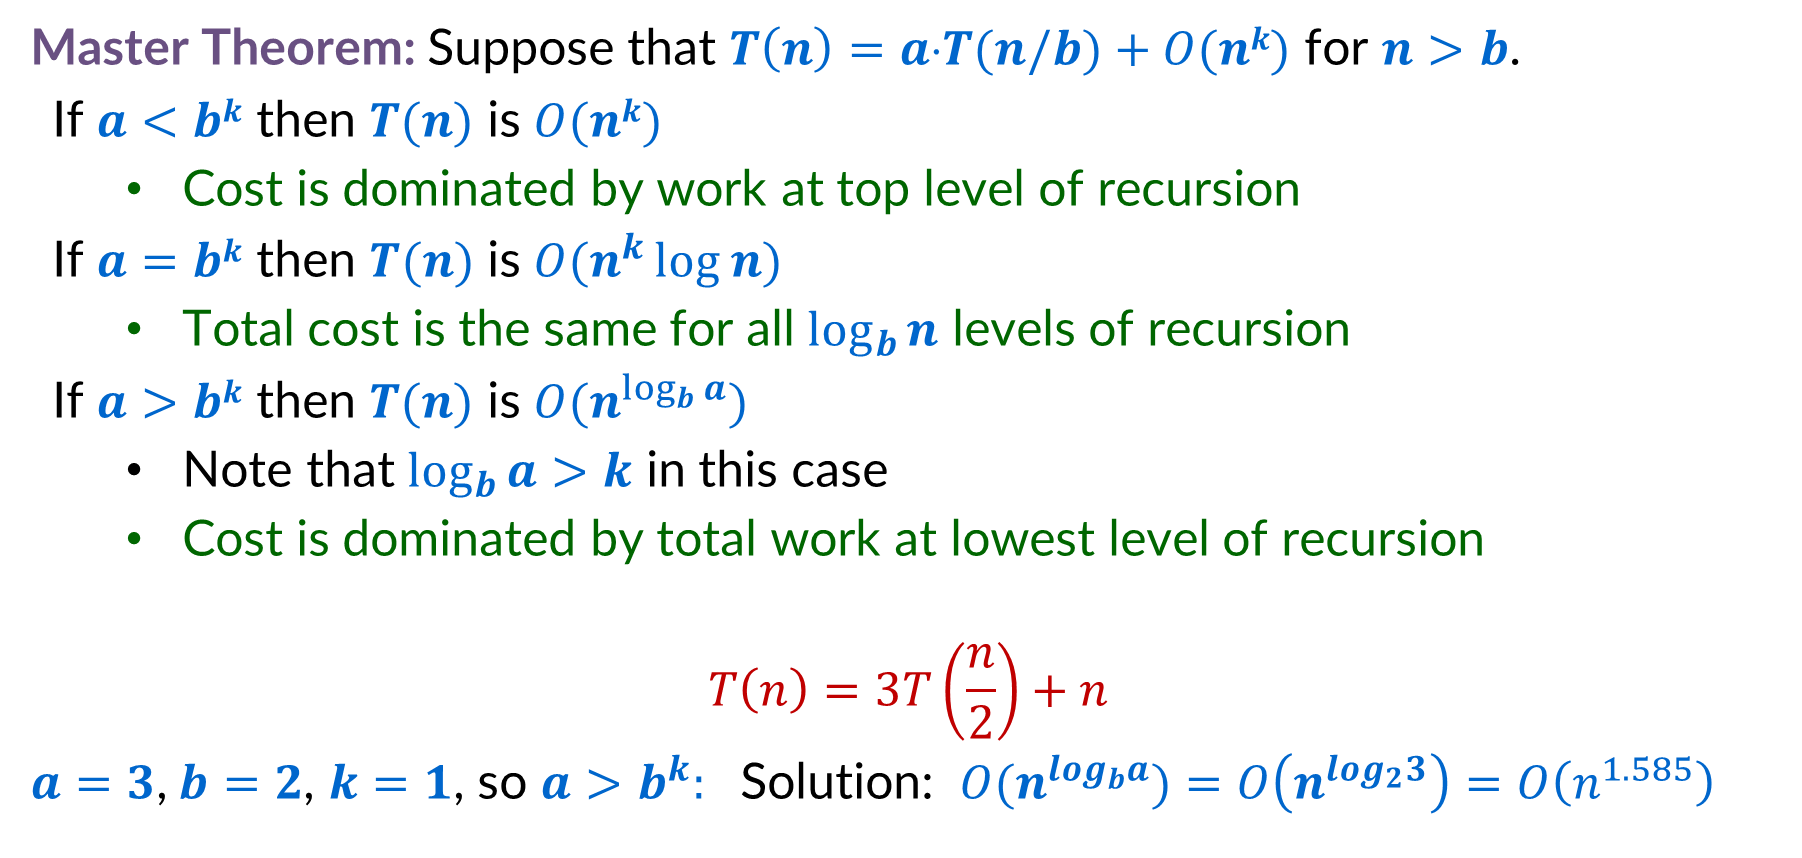 Master Theorem: Suppose that T(n) = a·T(n/b) + O(n^k) for n > b.
If a < b^k then T(n) is O(n^k)
• Cost is dominated by work at top level of recursion
If a = b^k then T(n) is O(n^k log n)
• Total cost is the same for all log_b n levels of recursion
If a > b^k then T(n) is O(n^{log_b a})
• Note that log_b a > k in this case
• Cost is dominated by total work at lowest level of recursion
T(n) = 3T(n/2) + n
a = 3, b = 2, k = 1, so a > b^k: Solution: O(n^{log_b a}) = O(n^{log_2 3}) = O(n^{1.585})